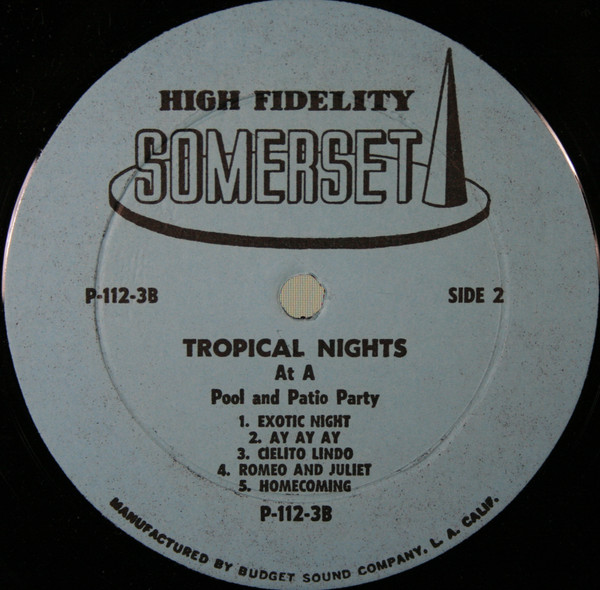 HIGH FIDELITY
SOMERSET
P-112-3B
SIDE 2
TROPICAL NIGHTS
At A
Pool and Patio Party
1. EXOTIC NIGHT
2. AY AY AY
3. CIELITO LINDO
4. ROMEO AND JULIET
5. HOMECOMING
P-112-3B
MANUFACTURED BY BUDGET SOUND COMPANY, L. A. CALIF.